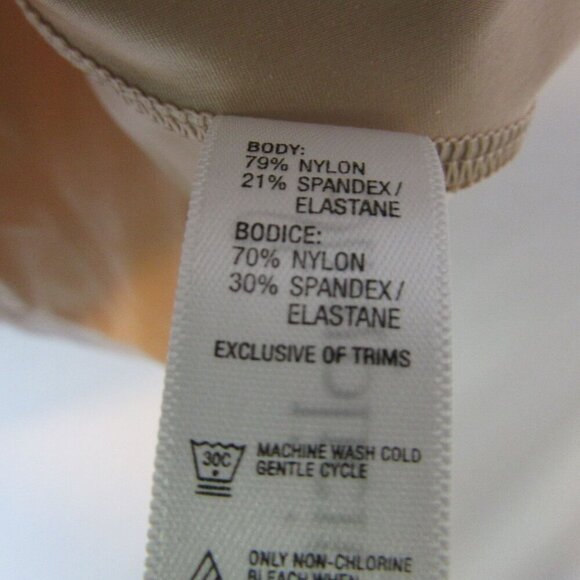 BODY:
79% NYLON
21% SPANDEX/
ELASTANE
BODICE:
70% NYLON
30% SPANDEX/
ELASTANE
EXCLUSIVE OF TRIMS
30C
MACHINE WASH COLD
GENTLE CYCLE
ONLY NON-CHLORINE
BLEACH WHEN